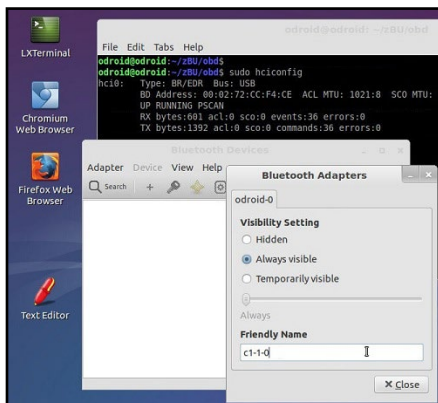 LXTerminal
Chromium
Web Browser
Firefox Web
Browser
Text Editor
odroid@odroid: ~/zBU/obd
File Edit Tabs Help
odroid@odroid:~/zBU/obd$
odroid@odroid:~/zBU/obd$ sudo hciconfig
hci0: Type: BR/EDR Bus: USB
BD Address: 00:02:72:CC:F4:CE ACL MTU: 1021:8 SCO MTU:
UP RUNNING PSCAN
RX bytes:601 acl:0 sco:0 events:36 errors:0
TX bytes:1392 acl:0 sco:0 commands:36 errors:0
Bluetooth Devices
Adapter Device View Help
Search
Bluetooth Adapters
odroid-0
Visibility Setting
Hidden
Always visible
Temporarily visible
Always
Friendly Name
c1-1-0
Close